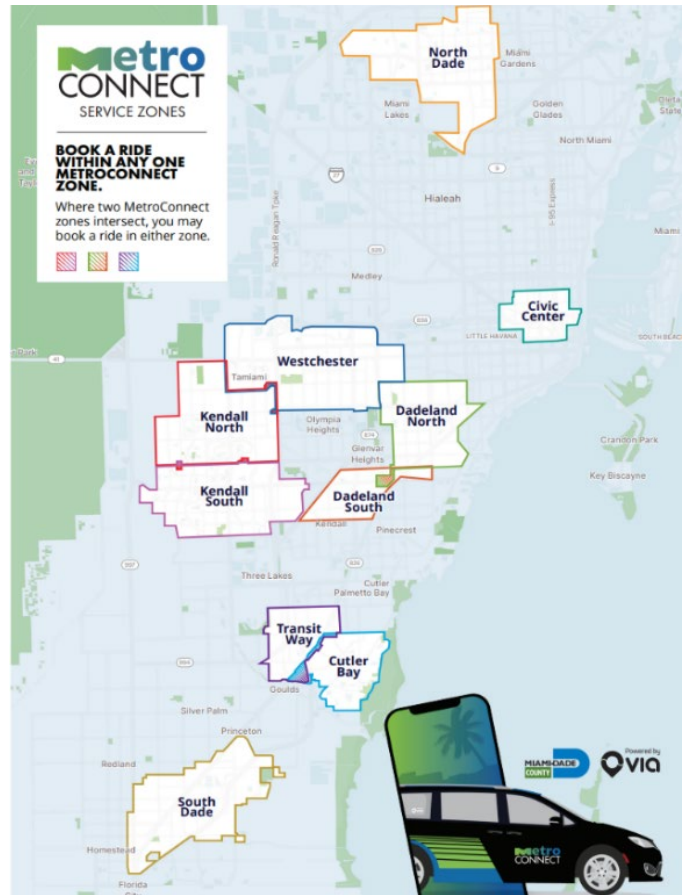 Metro
CONNECT
SERVICE ZONES
BOOK A RIDE
WITHIN ANY ONE
METROCONNECT
ZONE.
Where two MetroConnect
zones intersect, you may
book a ride in either zone.
North
Dade
Miami
Gardens
Miami
Lakes
Golden
Glades
North Miami
Hialeah
I-95 Express
Ronald Reagan Tpke
Miami
Medley
Civic
Center
LITTLE HAVANA
SOUTH BEAC
Westchester
Tamiami
Kendall
North
Olympia
Heights
Dadeland
North
Glenvar
Heights
Crandon Park
Key Biscayne
Kendall
South
Dadeland
South
Kendall
Pinecrest
Three Lakes
Cutler
Palmetto Bay
Transit
Way
Cutler
Bay
Goulds
Silver Palm
Princeton
Redland
South
Dade
Homestead
Florida
MIAMI-DADE
COUNTY
Powered by
VIA
Metro
CONNECT